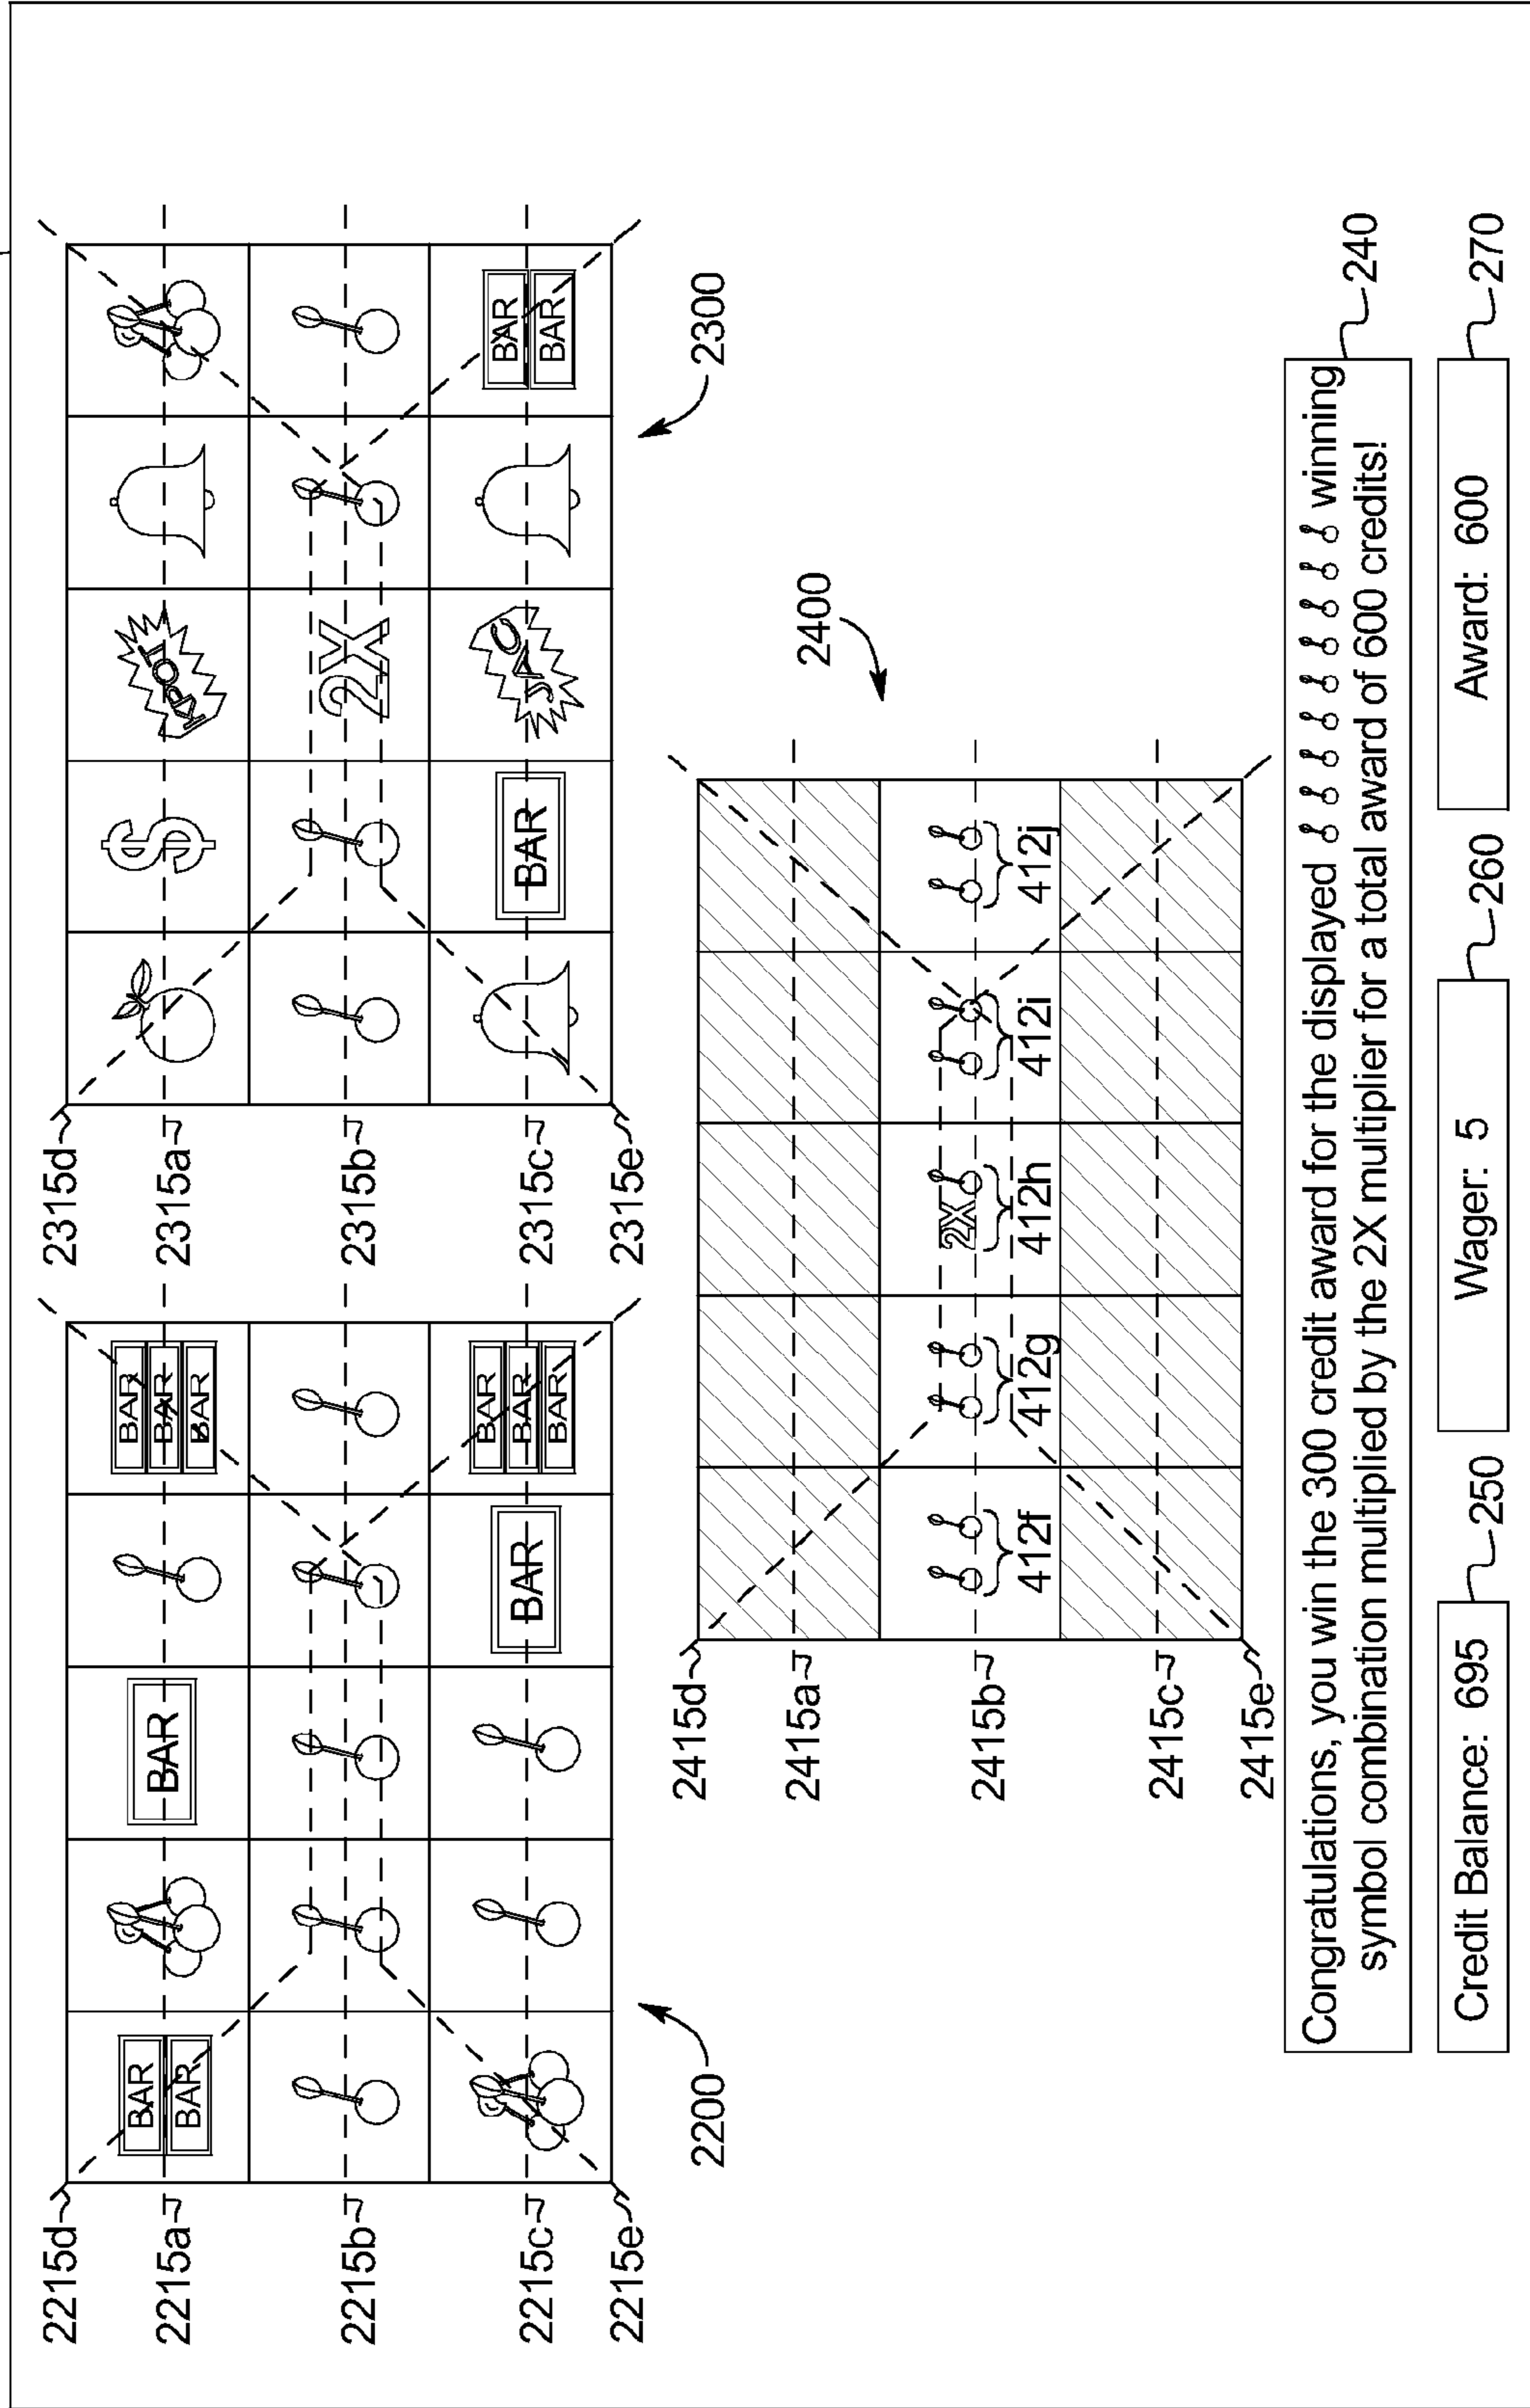 2215d
BAR
BAR
BAR
BAR
BAR
BAR
2215a
2215b
2215c
BAR
BAR
BAR
BAR
2215e
2200
2315d
2315a
$
2315b
2X
2315c
BAR
BAR
BAR
2315e
2300
2400
2415d
2415a
2415b
2X
412f 412g 412h 412i 412j
2415c
2415e
Congratulations, you win the 300 credit award for the displayed winning
symbol combination multiplied by the 2X multiplier for a total award of 600 credits!
240
Credit Balance: 695
250
Wager: 5
260
Award: 600
270